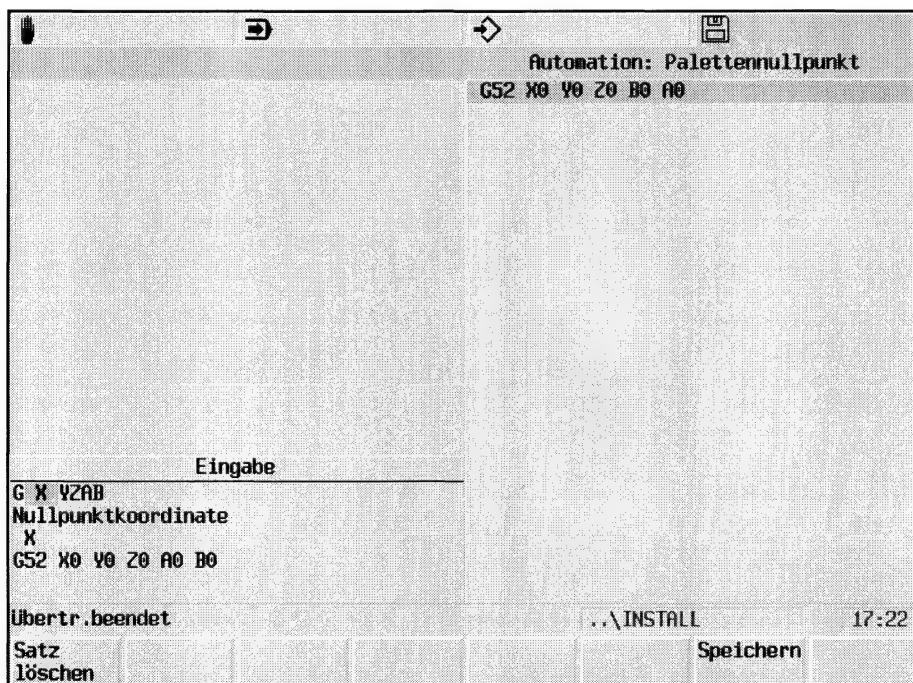 Automation: Palettennullpunkt
G52 X0 Y0 Z0 B0 A0
Eingabe
G X YZAB
Nullpunktkoordinate
X
G52 X0 Y0 Z0 A0 B0
Übertr.beendet ..\INSTALL 17:22
Satz löschen Speichern